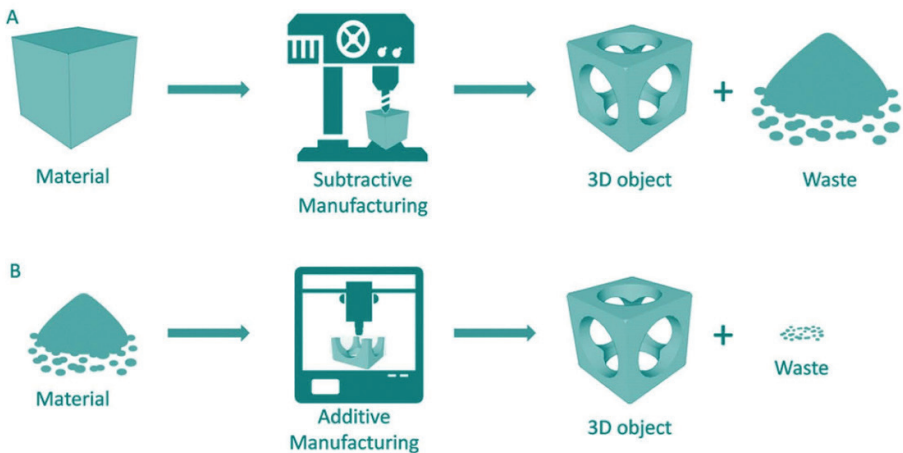 A
Material
Subtractive
Manufacturing
3D object
+
Waste
B
Material
Additive
Manufacturing
3D object
+
Waste